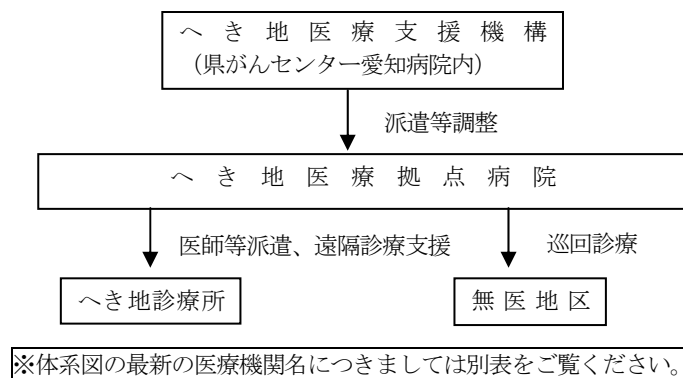 へき地医療支援機構
（県がんセンター愛知病院内）
派遣等調整
へき地医療拠点病院
医師等派遣、遠隔診療支援
巡回診療
へき地診療所
無医地区
※体系図の最新の医療機関名につきましては別表をご覧ください。